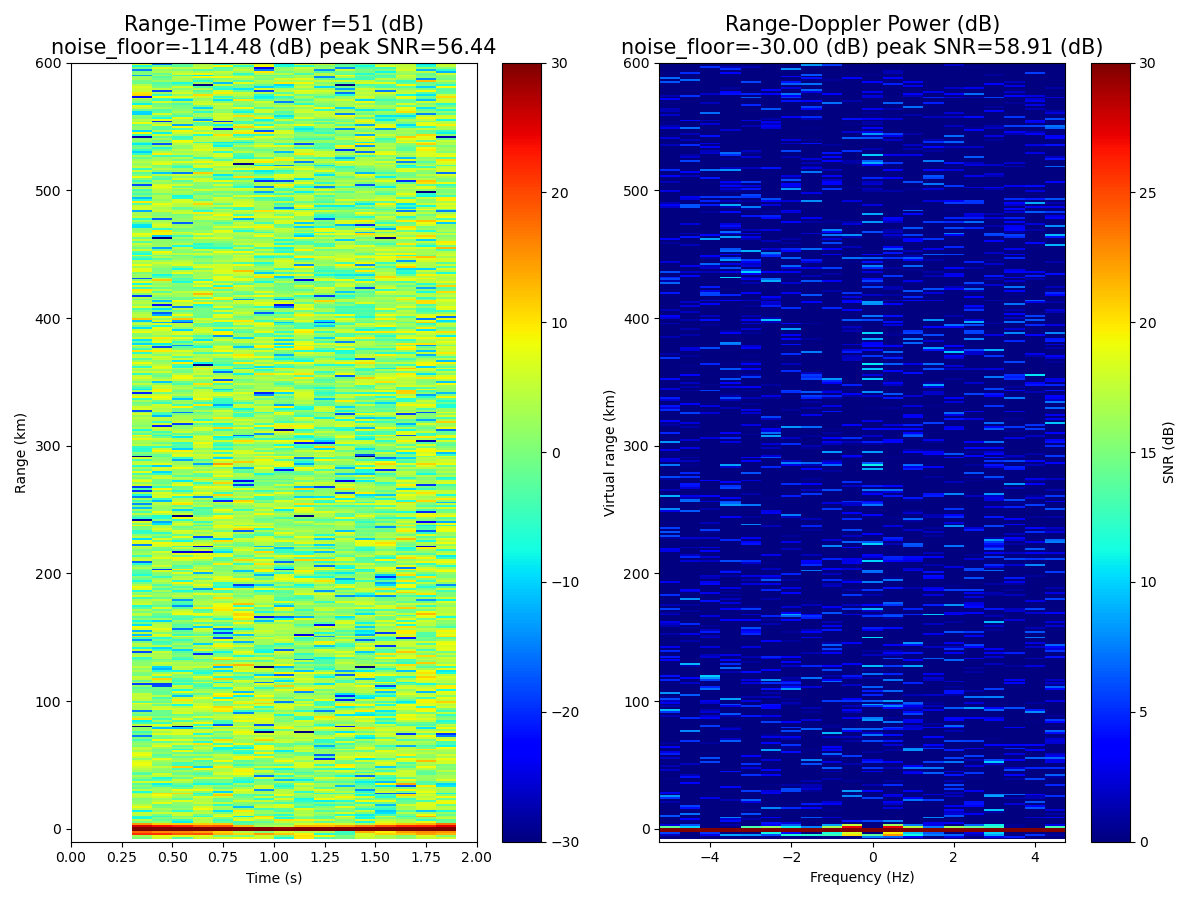 Range-Time Power f=51 (dB)
noise_floor=-114.48 (dB) peak SNR=56.44
Range-Doppler Power (dB)
noise_floor=-30.00 (dB) peak SNR=58.91 (dB)
600
500
400
300
200
100
0
Range (km)
0.00 0.25 0.50 0.75 1.00 1.25 1.50 1.75 2.00
Time (s)
30
20
10
0
−10
−20
−30
600
500
400
300
200
100
0
Virtual range (km)
−4 −2 0 2 4
Frequency (Hz)
30
25
20
15
10
5
0
SNR (dB)